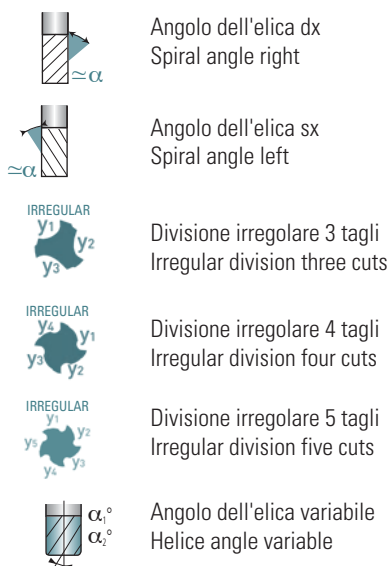 Angolo dell'elica dx
Spiral angle right
≃α
Angolo dell'elica sx
Spiral angle left
≃α
IRREGULAR
y1
y2
y3
Divisione irregolare 3 tagli
Irregular division three cuts
IRREGULAR
y4
y1
y3
y2
Divisione irregolare 4 tagli
Irregular division four cuts
IRREGULAR
y1
y2
y5
y3
y4
Divisione irregolare 5 tagli
Irregular division five cuts
α1°
α2°
Angolo dell'elica variabile
Helice angle variable